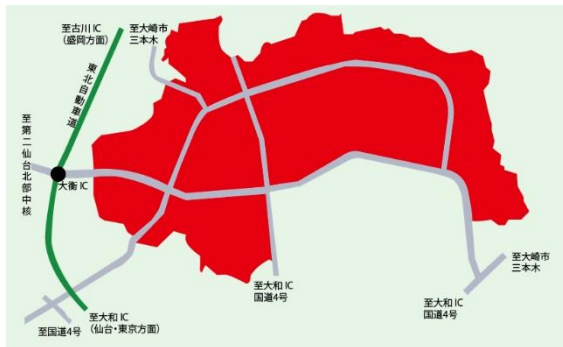 至古川IC
(盛岡方面)
至大崎市
三本木
東北自動車道
至第二仙台北部中核
大衡IC
至大和IC
国道4号
至大崎市
三本木
至大和IC
国道4号
至大和IC
(仙台・東京方面)
至国道4号